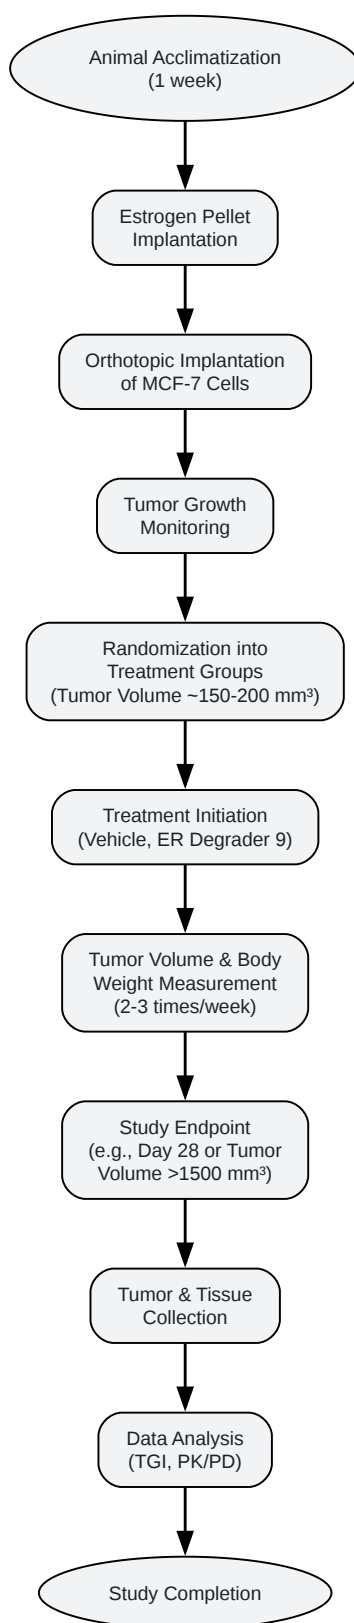 Animal Acclimatization
(1 week)
Estrogen Pellet
Implantation
Orthotopic Implantation
of MCF-7 Cells
Tumor Growth
Monitoring
Randomization into
Treatment Groups
(Tumor Volume ~150-200 mm³)
Treatment Initiation
(Vehicle, ER Degrader 9)
Tumor Volume & Body
Weight Measurement
(2-3 times/week)
Study Endpoint
(e.g., Day 28 or Tumor
Volume >1500 mm³)
Tumor & Tissue
Collection
Data Analysis
(TGI, PK/PD)
Study Completion